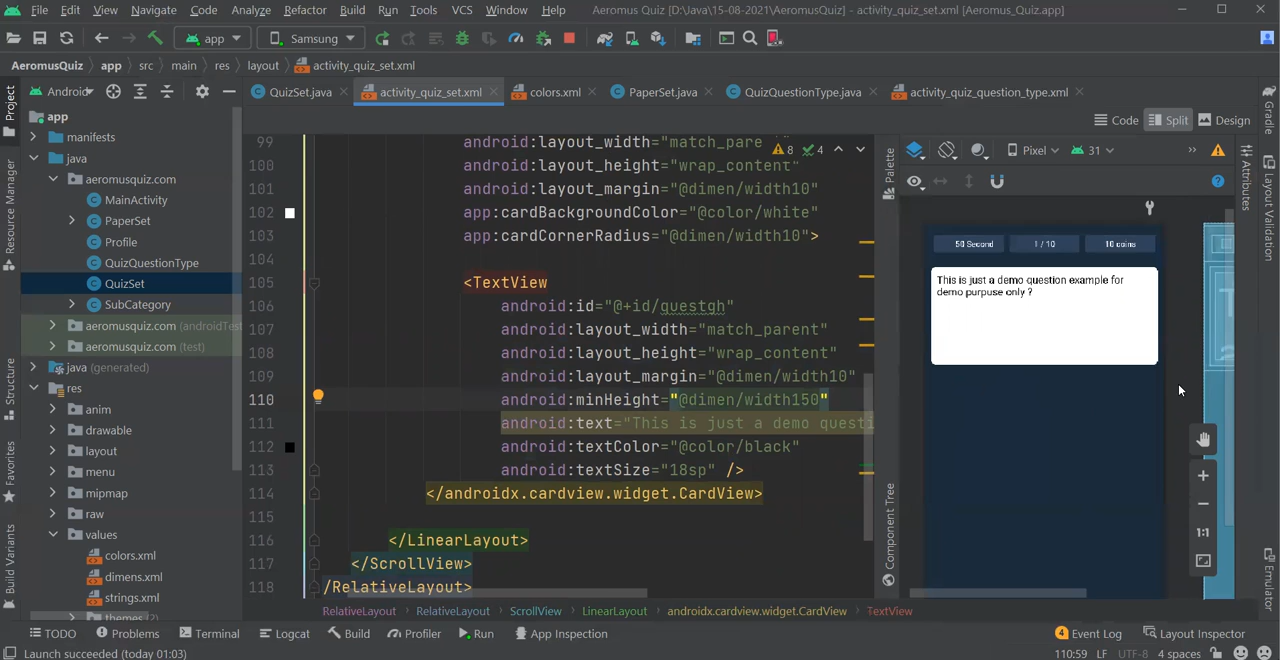 File Edit View Navigate Code Analyze Refactor Build Run Tools VCS Window Help Aeromus Quiz [D:\Java\15-08-2021\AeromusQuiz] - activity_quiz_set.xml [Aeromus_Quiz.app]
app Samsung
AeromusQuiz app src main res layout activity_quiz_set.xml
Android QuizSet.java activity_quiz_set.xml colors.xml PaperSet.java QuizQuestionType.java activity_quiz_question_type.xml
Code Split Design
Project
Resource Manager
Structure
Favorites
Build Variants
app
manifests
java
aeromusquiz.com
MainActivity
PaperSet
Profile
QuizQuestionType
QuizSet
SubCategory
aeromusquiz.com (androidTest
aeromusquiz.com (test)
java (generated)
res
anim
drawable
layout
menu
mipmap
raw
values
colors.xml
dimens.xml
strings.xml
themes (2)
8 4
99 android:layout_width="match_pare
100 android:layout_height="wrap_content"
101 android:layout_margin="@dimen/width10"
102 app:cardBackgroundColor="@color/white"
103 app:cardCornerRadius="@dimen/width10">
104
105 <TextView
106 android:id="@+id/questgh"
107 android:layout_width="match_parent"
108 android:layout_height="wrap_content"
109 android:layout_margin="@dimen/width10"
110 android:minHeight="@dimen/width150"
111 android:text="This is just a demo questi
112 android:textColor="@color/black"
113 android:textSize="18sp" />
114 </androidx.cardview.widget.CardView>
115
116 </LinearLayout>
117 </ScrollView>
118 /RelativeLayout>
RelativeLayout RelativeLayout ScrollView LinearLayout androidx.cardview.widget.CardView TextView
Palette
Component Tree
Pixel 31
50 Second 1 / 10 10 coins
This is just a demo question example for
demo purpuse only ?
1:1
Attributes
Gradle
Layout Validation
Emulator
TODO Problems Terminal Logcat Build Profiler Run App Inspection 4 Event Log Layout Inspector
Launch succeeded (today 01:03) 110:59 LF UTF-8 4 spaces